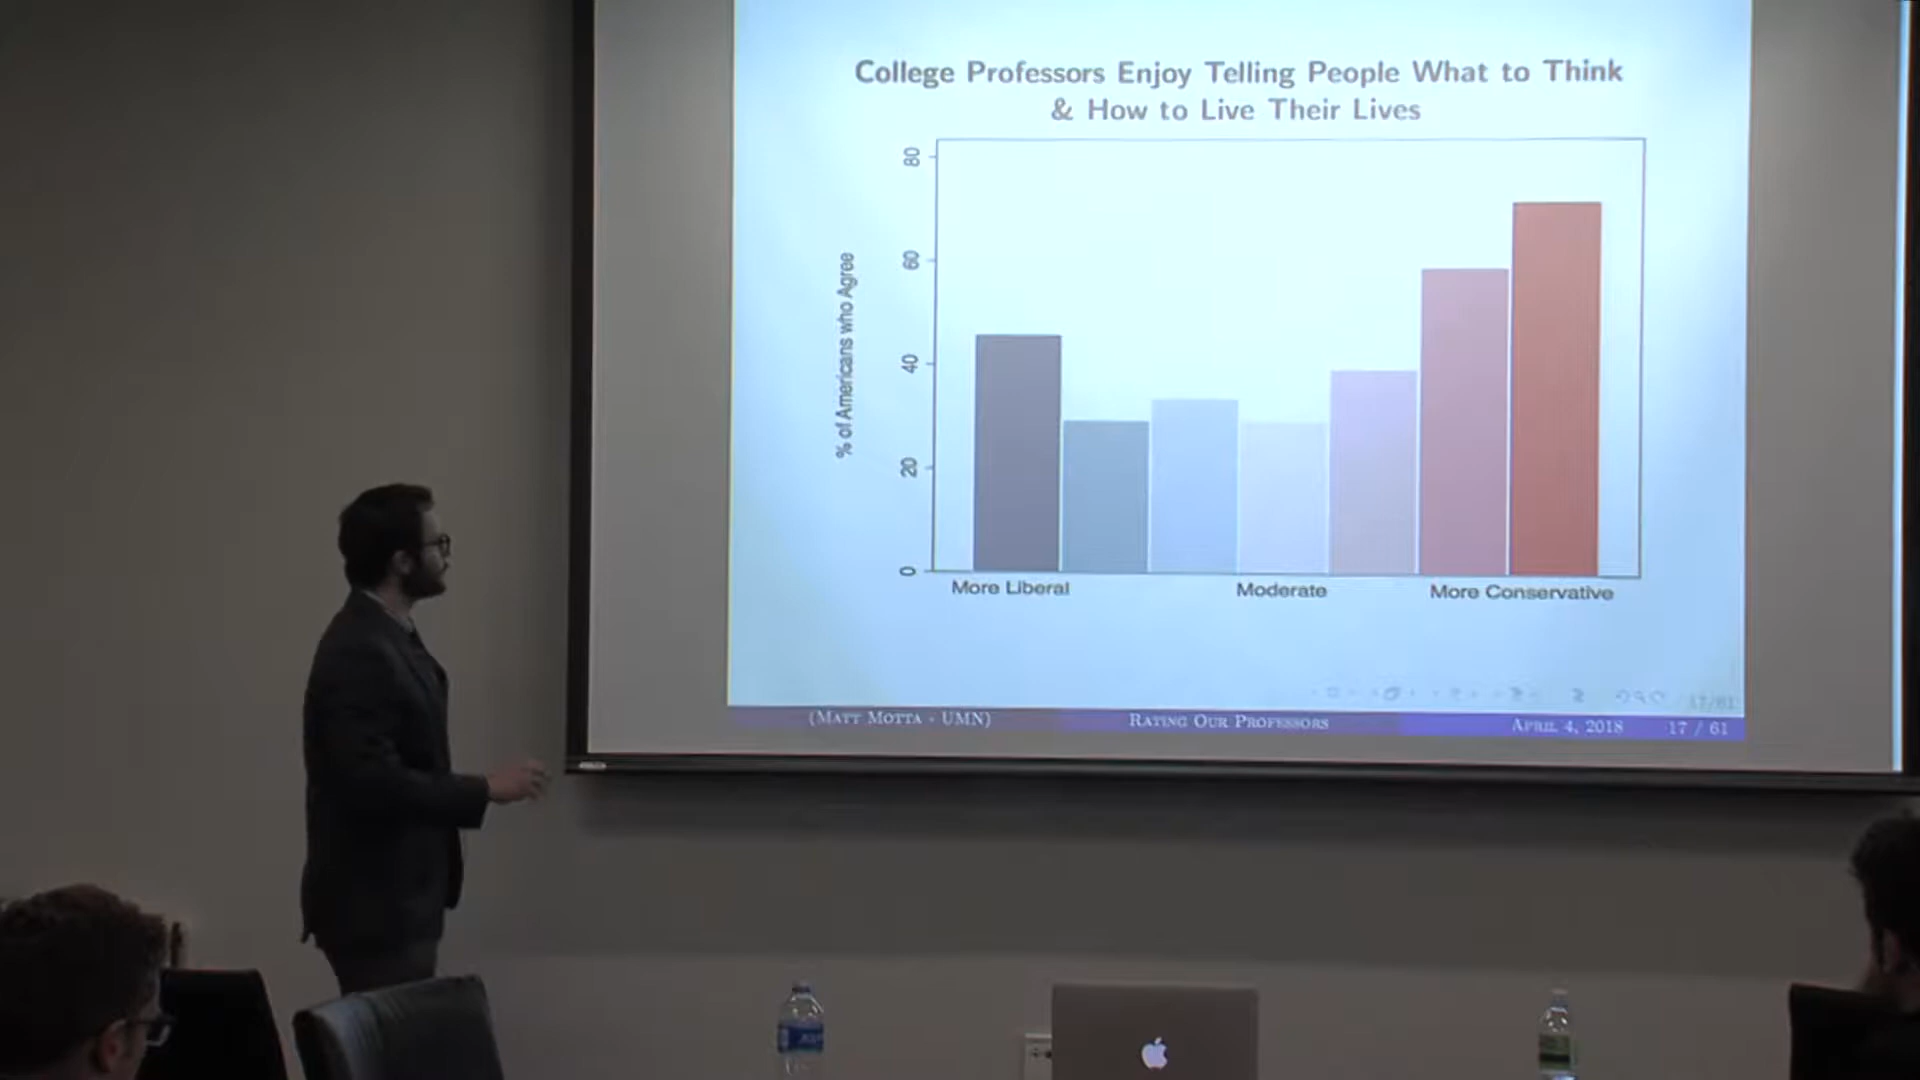 College Professors Enjoy Telling People What to Think
& How to Live Their Lives
80
60
40
20
0
% of Americans who Agree
More Liberal
Moderate
More Conservative
17/61
(Matt Motta - UMN)
Rating Our Professors
April 4, 2018
17 / 61